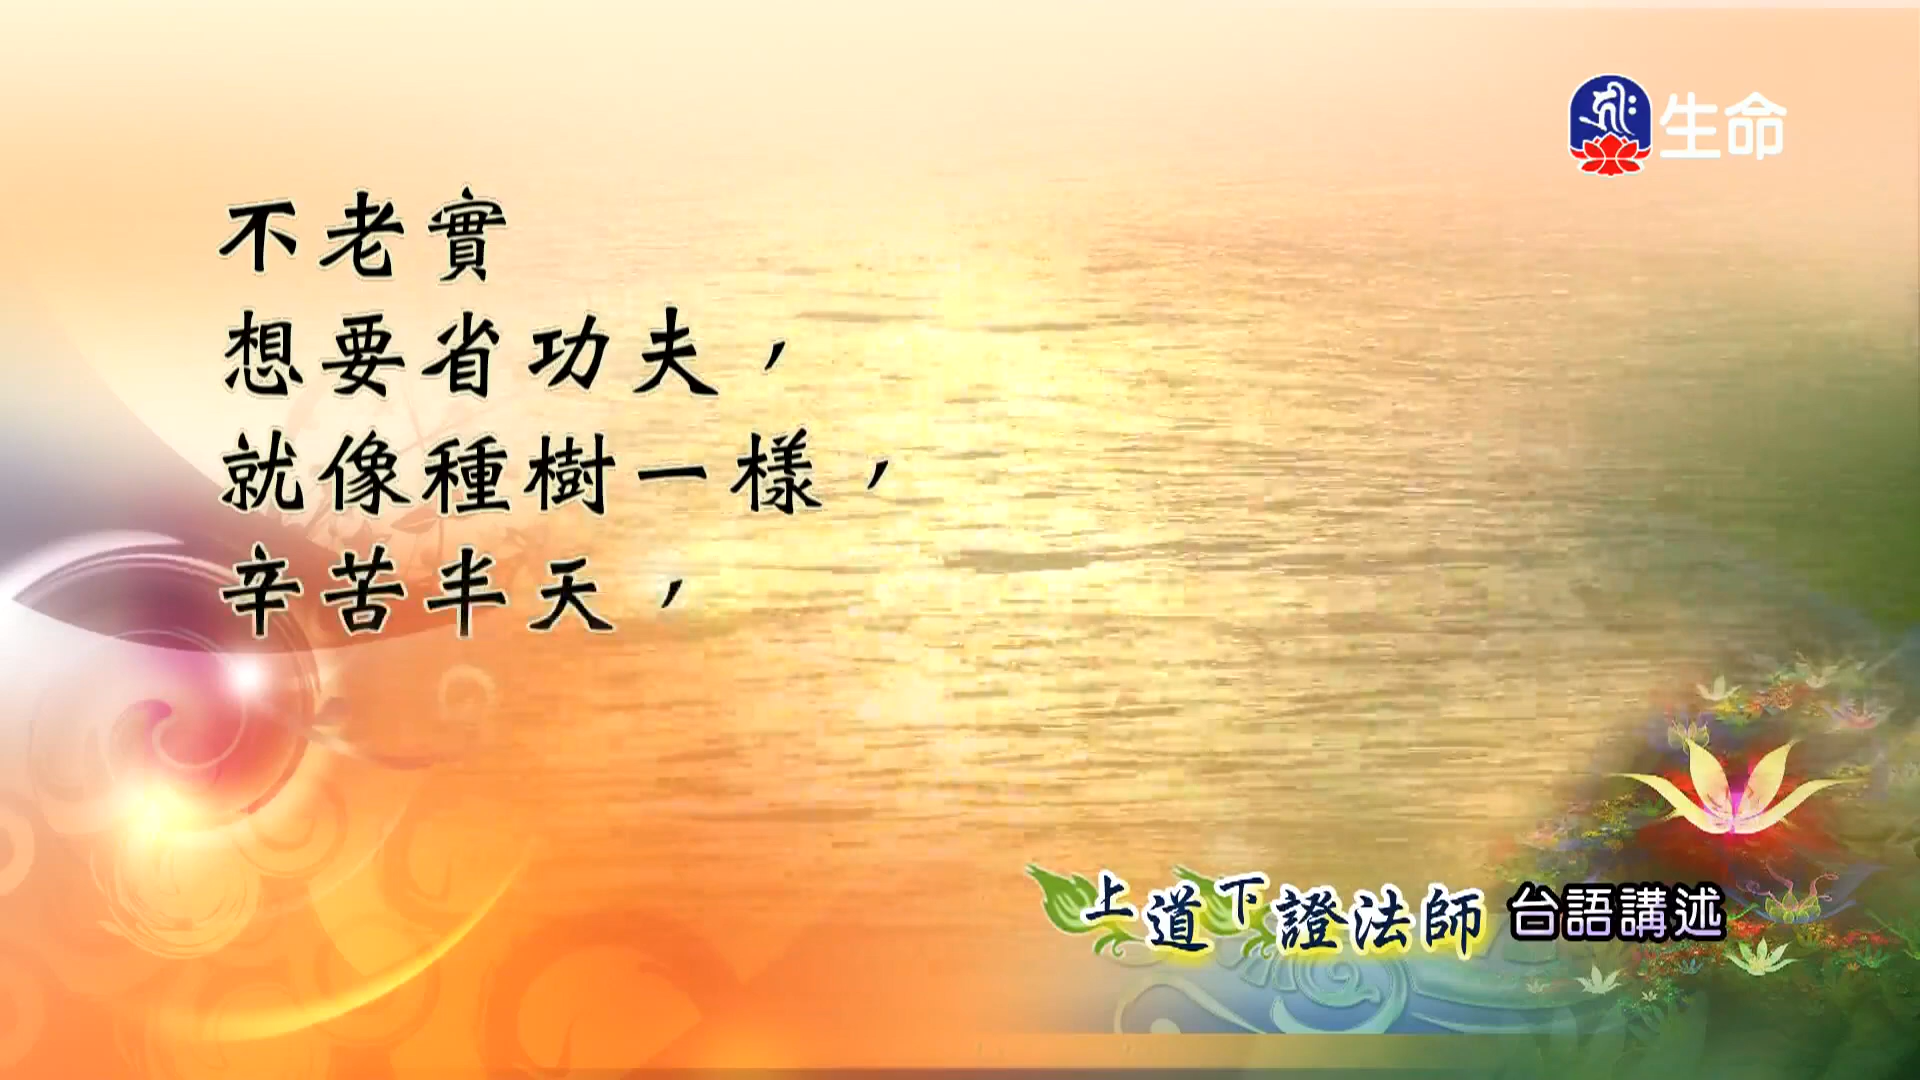 生命
不老實
想要省功夫，
就像種樹一樣，
辛苦半天，
上道下證法師 台語講述